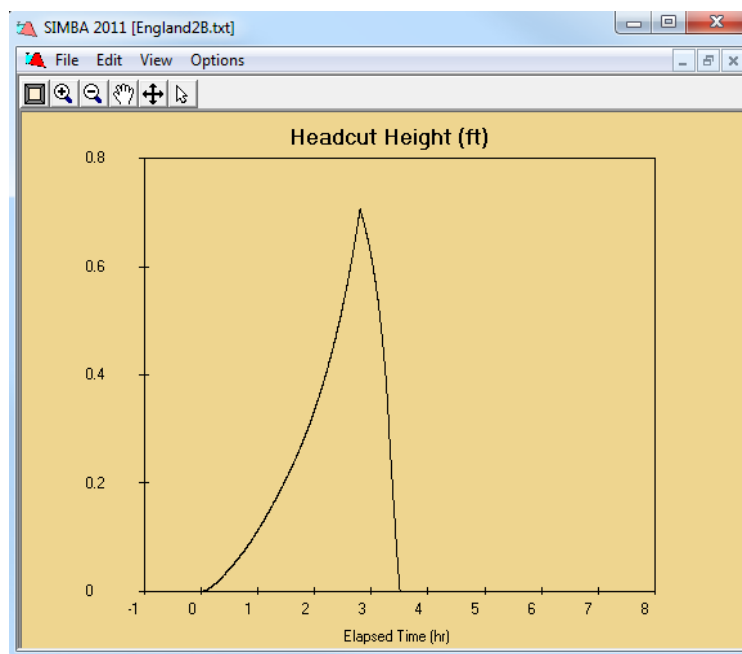 SIMBA 2011 [England2B.txt]
File Edit View Options
Headcut Height (ft)
0.8
0.6
0.4
0.2
0
-1 0 1 2 3 4 5 6 7 8
Elapsed Time (hr)